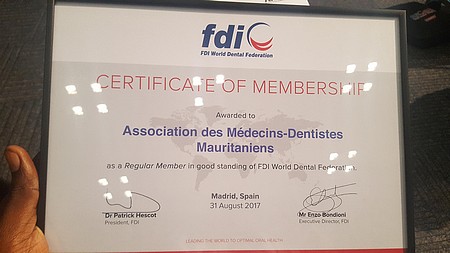 fdi
FDI World Dental Federation
CERTIFICATE OF MEMBERSHIP
Awarded to
Association des Médecins-Dentistes
Mauritaniens
as a Regular Member in good standing of FDI World Dental Federation.
Madrid, Spain
31 August 2017
Dr Patrick Hescot
President, FDI
Mr Enzo Bondioni
Executive Director, FDI
LEADING THE WORLD TO OPTIMAL ORAL HEALTH